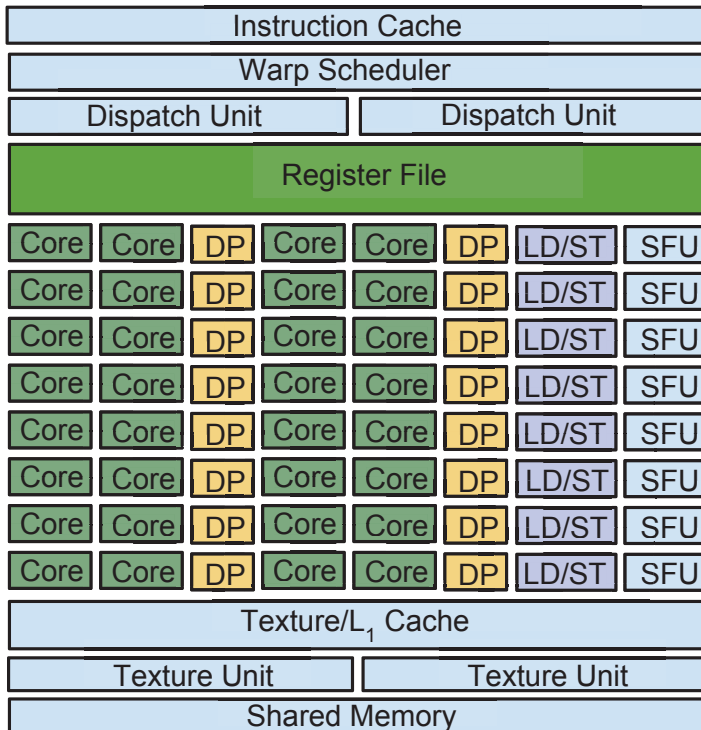 Instruction Cache
Warp Scheduler
Dispatch Unit Dispatch Unit
Register File
Core Core DP Core Core DP LD/ST SFU
Core Core DP Core Core DP LD/ST SFU
Core Core DP Core Core DP LD/ST SFU
Core Core DP Core Core DP LD/ST SFU
Core Core DP Core Core DP LD/ST SFU
Core Core DP Core Core DP LD/ST SFU
Core Core DP Core Core DP LD/ST SFU
Core Core DP Core Core DP LD/ST SFU
Texture/L₁ Cache
Texture Unit Texture Unit
Shared Memory